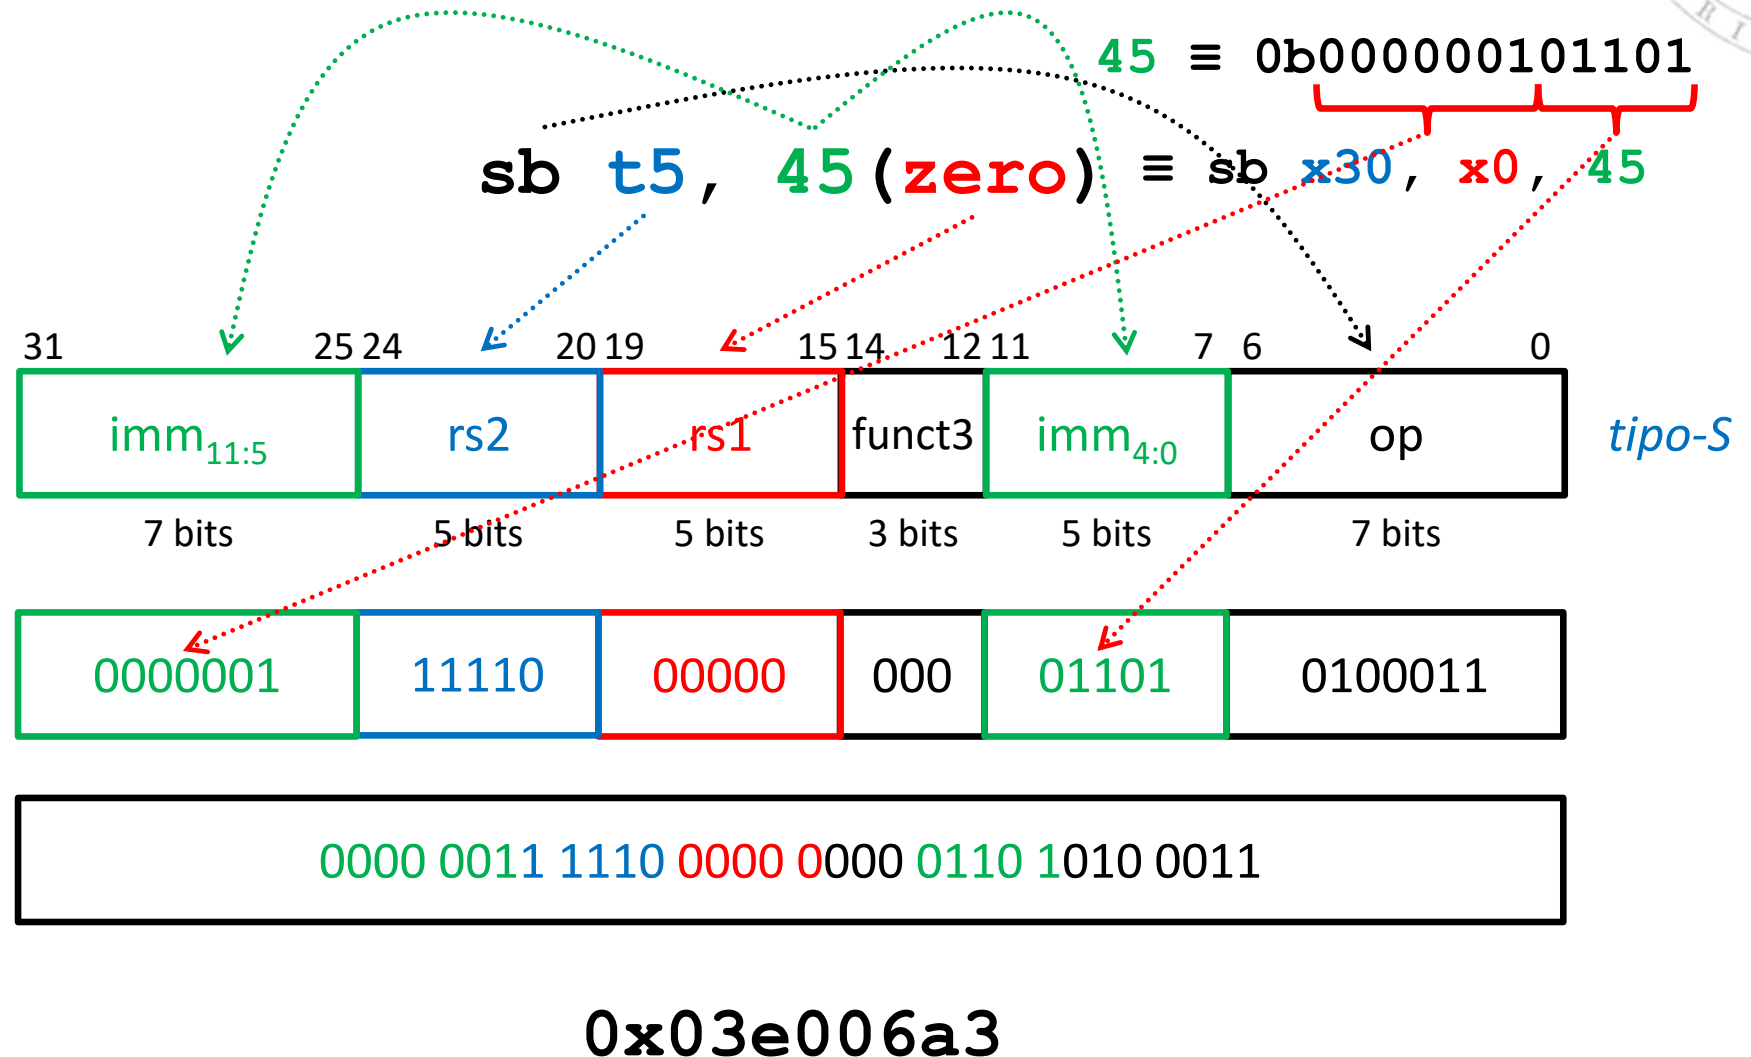 R I
45 ≡ 0b000000101101
sb t5, 45(zero) ≡ sb x30, x0, 45
31 25 24 20 19 15 14 12 11 7 6 0
imm11:5 rs2 rs1 funct3 imm4:0 op tipo-S
7 bits 5 bits 5 bits 3 bits 5 bits 7 bits
0000001 11110 00000 000 01101 0100011
0000 0011 1110 0000 0000 0110 1010 0011
0x03e006a3